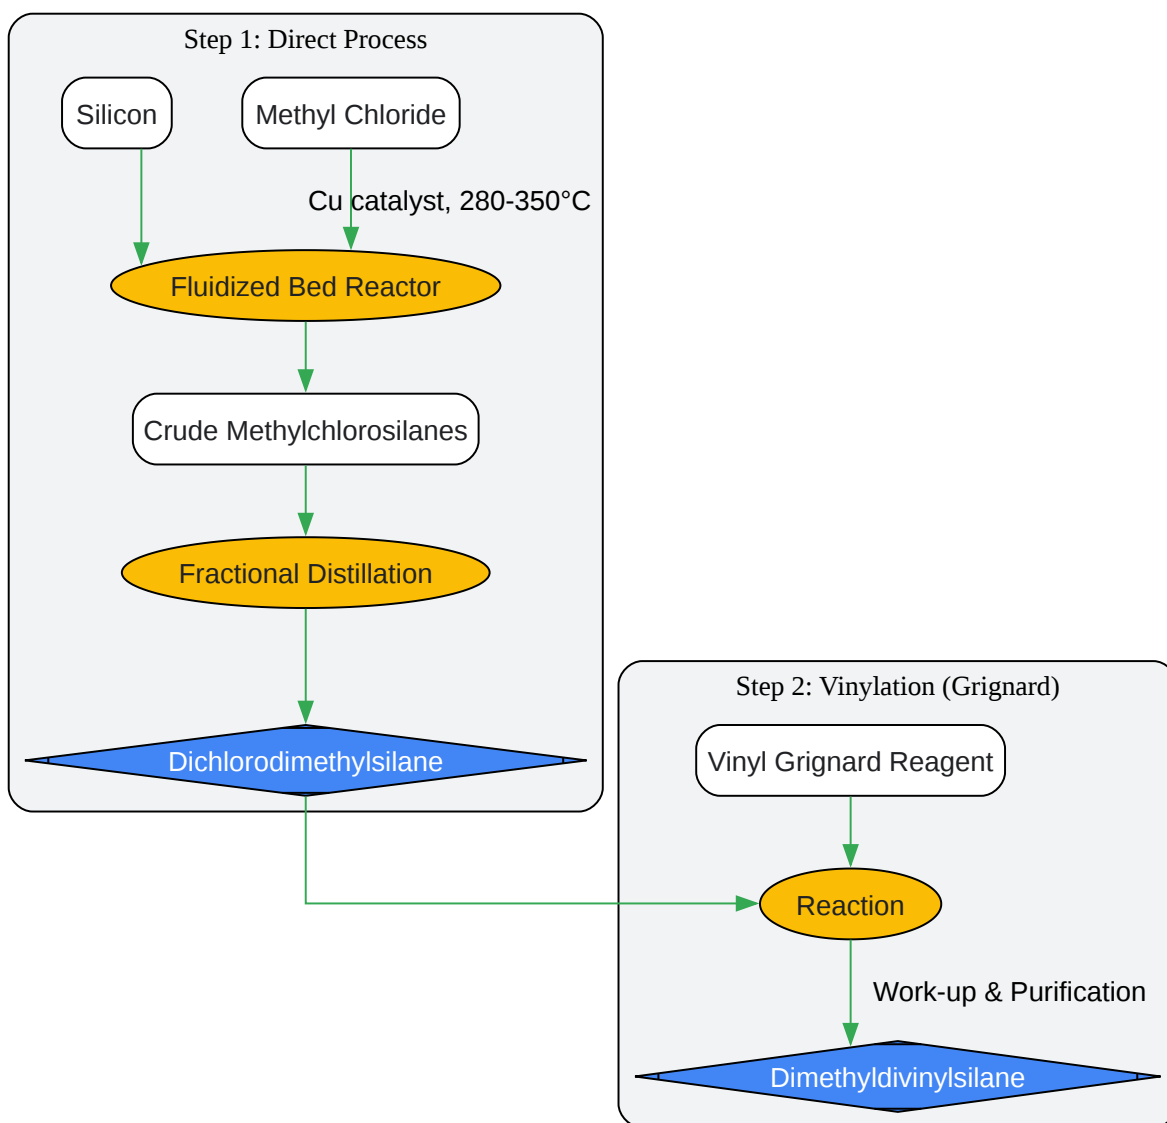 Step 1: Direct Process
Silicon
Methyl Chloride
Cu catalyst, 280-350°C
Fluidized Bed Reactor
Crude Methylchlorosilanes
Fractional Distillation
Dichlorodimethylsilane
Step 2: Vinylation (Grignard)
Vinyl Grignard Reagent
Reaction
Work-up & Purification
Dimethyldivinylsilane